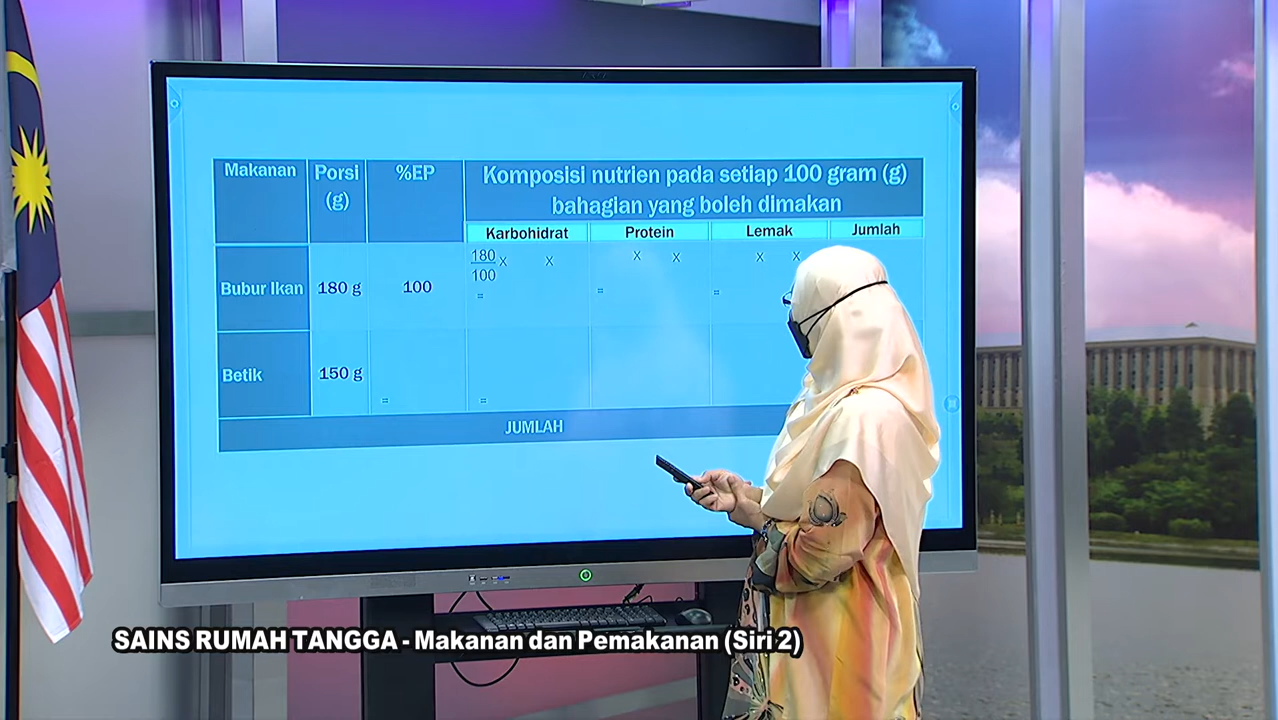 Makanan
Porsi
(g)
%EP
Komposisi nutrien pada setiap 100 gram (g)
bahagian yang boleh dimakan
Karbohidrat
Protein
Lemak
Jumlah
Bubur Ikan
180 g
100
180
100
x x
=
x x
=
x x
=
Betik
150 g
=
=
JUMLAH
SAINS RUMAH TANGGA - Makanan dan Pemakanan (Siri 2)